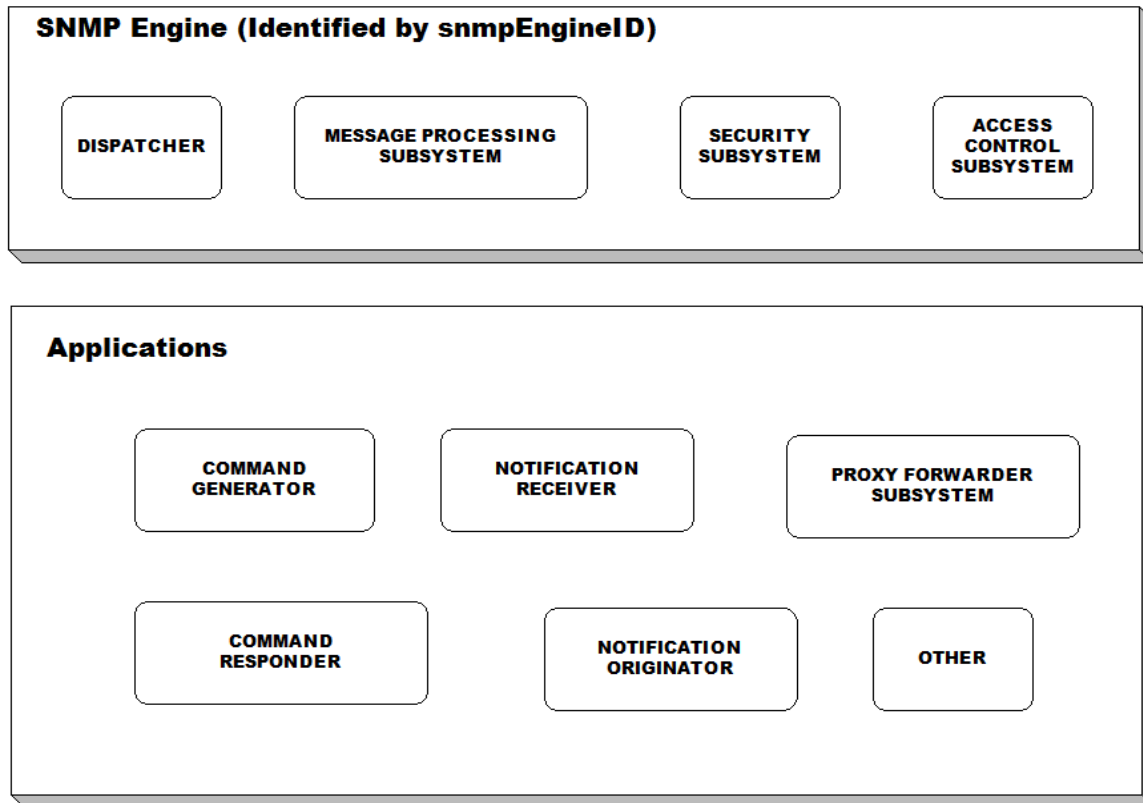 SNMP Engine (Identified by snmpEngineID)
DISPATCHER
MESSAGE PROCESSING
SUBSYSTEM
SECURITY
SUBSYSTEM
ACCESS
CONTROL
SUBSYSTEM
Applications
COMMAND
GENERATOR
NOTIFICATION
RECEIVER
PROXY FORWARDER
SUBSYSTEM
COMMAND
RESPONDER
NOTIFICATION
ORIGINATOR
OTHER